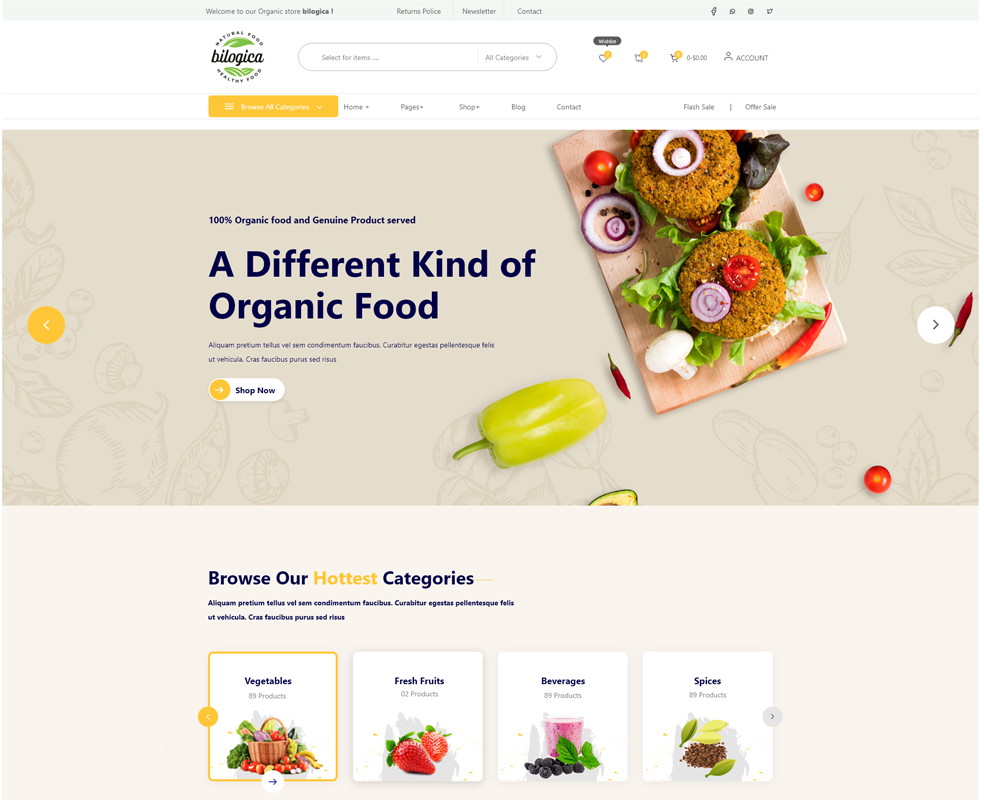 Welcome to our Organic store bilogica !
Returns Police
Newsletter
Contact
NATURAL FOOD
bilogica
HEALTHY FOOD
Select for items ....
All Categories
Wishlist
0-$0.00
ACCOUNT
Browse All Categories
Home +
Pages+
Shop+
Blog
Contact
Flash Sale
|
Offer Sale
100% Organic food and Genuine Product served
A Different Kind of
Organic Food
Aliquam pretium tellus vel sem condimentum faucibus. Curabitur egestas pellentesque felis
ut vehicula. Cras faucibus purus sed risus
Shop Now
Browse Our Hottest Categories
Aliquam pretium tellus vel sem condimentum faucibus. Curabitur egestas pellentesque felis
ut vehicula. Cras faucibus purus sed risus
Vegetables
89 Products
Fresh Fruits
02 Products
Beverages
89 Products
Spices
89 Products